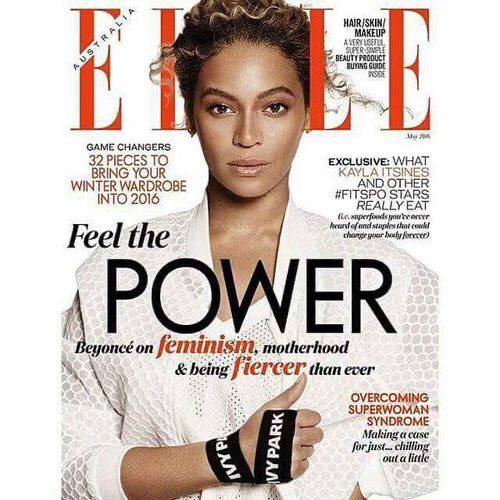 ELLE
AUSTRALIA
HAIR/SKIN/
MAKEUP
A VERY USEFUL,
SUPER-SIMPLE
BEAUTY PRODUCT
BUYING GUIDE
INSIDE
May 2016
GAME CHANGERS
32 PIECES TO
BRING YOUR
WINTER WARDROBE
INTO 2016
EXCLUSIVE: WHAT
KAYLA ITSINES
AND OTHER
#FITSPO STARS
REALLY EAT
(i.e. superfoods you've never
heard of and staples that could
change your body forever)
Feel the
POWER
Beyoncé on feminism, motherhood
& being fiercer than ever
OVERCOMING
SUPERWOMAN
SYNDROME
Making a case
for just... chilling
out a little
IVY P
IVY PARK